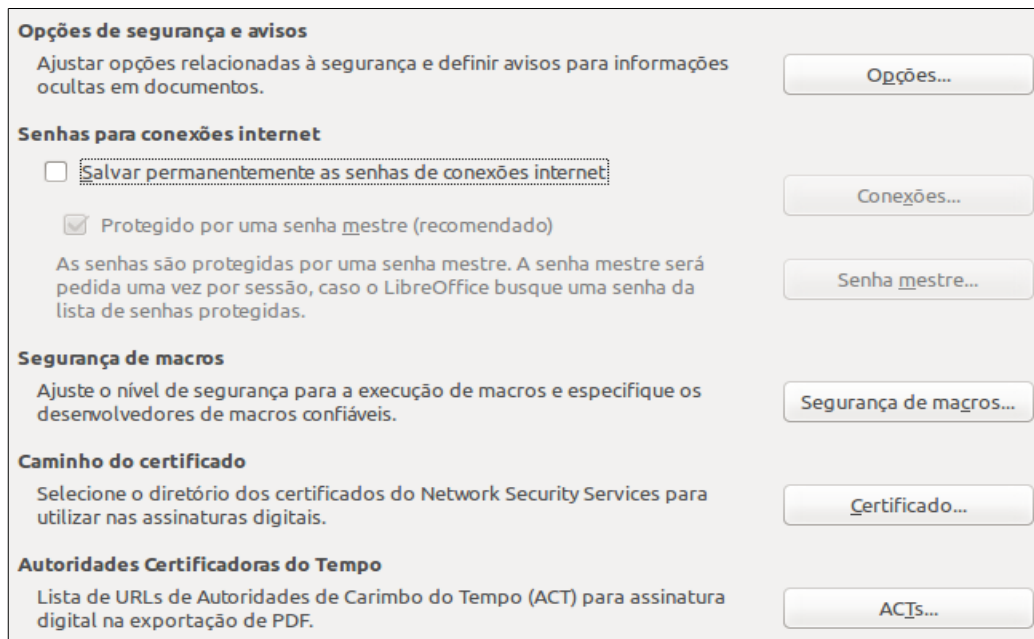 Opções de segurança e avisos
Ajustar opções relacionadas à segurança e definir avisos para informações
ocultas em documentos.
Opções...
Senhas para conexões internet
Salvar permanentemente as senhas de conexões internet
Conexões...
Protegido por uma senha mestre (recomendado)
As senhas são protegidas por uma senha mestre. A senha mestre será
pedida uma vez por sessão, caso o LibreOffice busque uma senha da
lista de senhas protegidas.
Senha mestre...
Segurança de macros
Ajuste o nível de segurança para a execução de macros e especifique os
desenvolvedores de macros confiáveis.
Segurança de macros...
Caminho do certificado
Selecione o diretório dos certificados do Network Security Services para
utilizar nas assinaturas digitais.
Certificado...
Autoridades Certificadoras do Tempo
Lista de URLs de Autoridades de Carimbo do Tempo (ACT) para assinatura
digital na exportação de PDF.
ACTs...